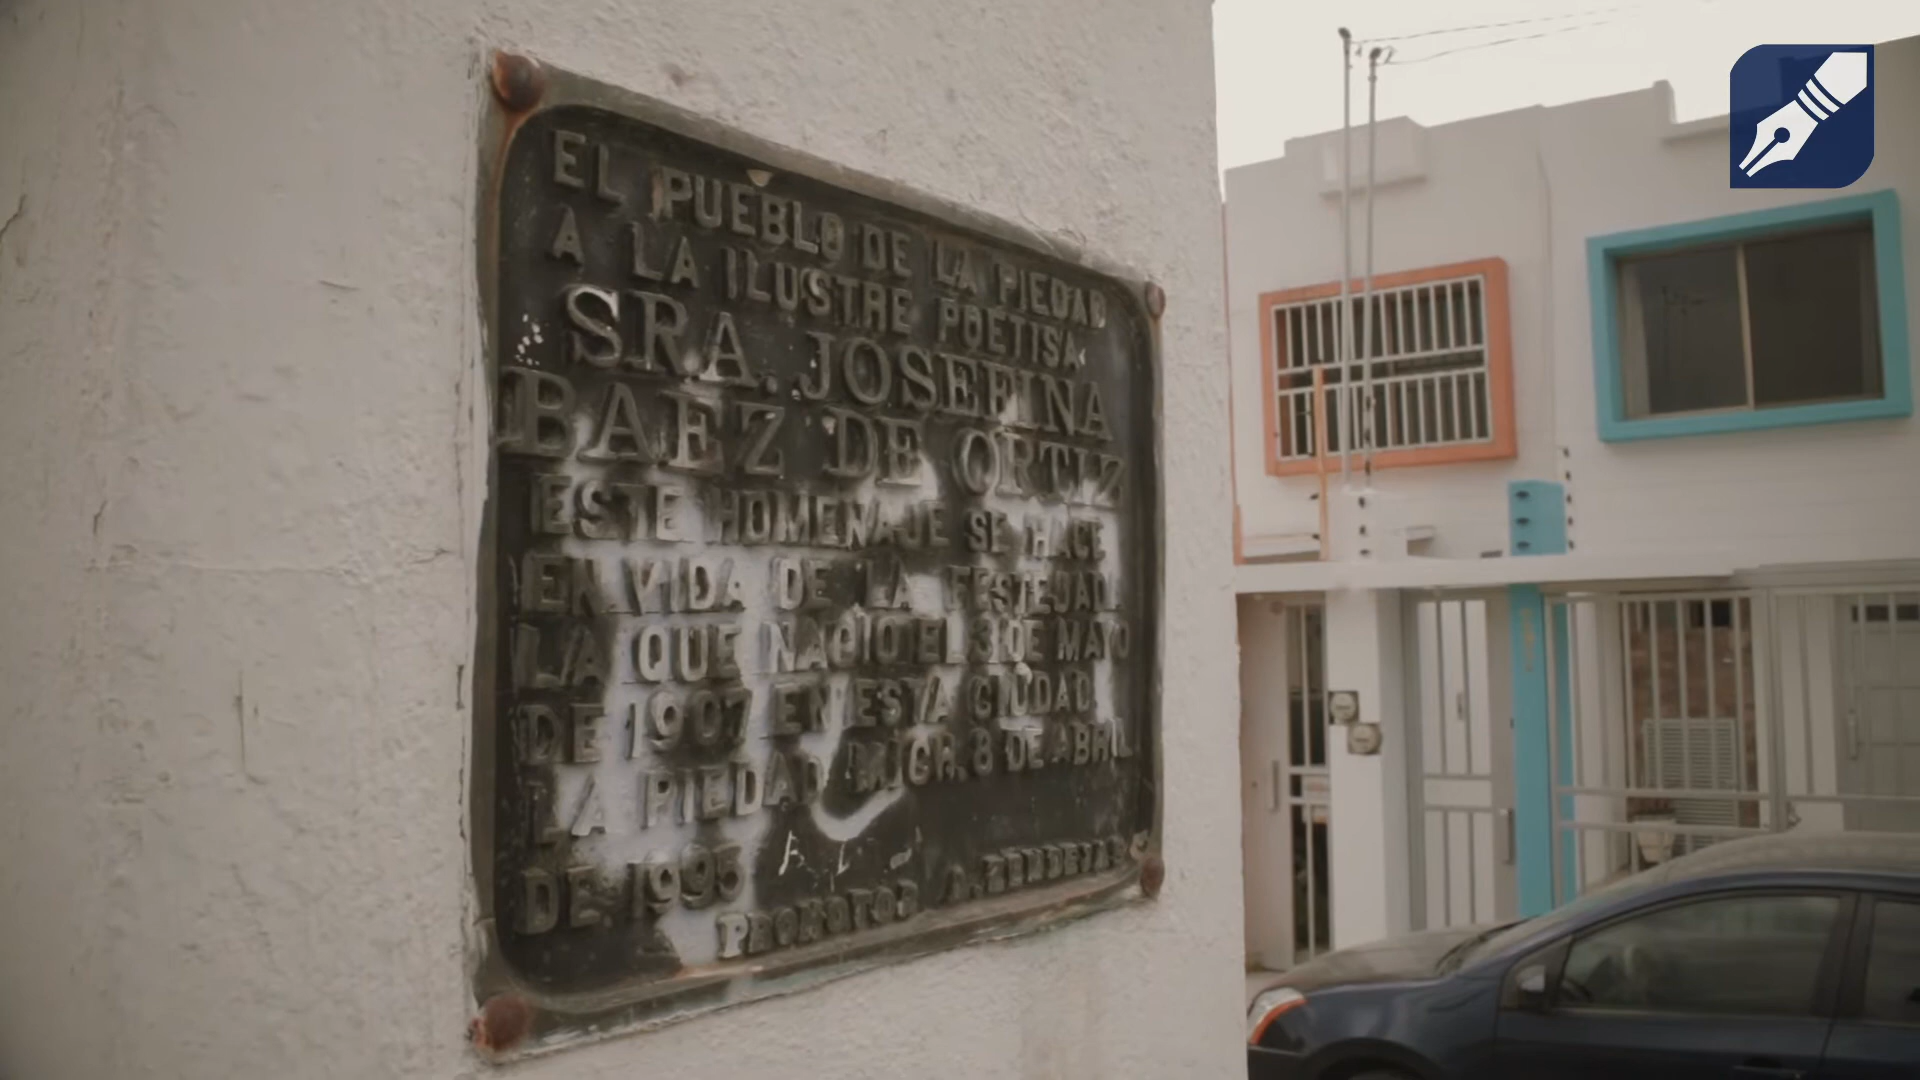 EL PUEBLO DE LA PIEDAD
A LA ILUSTRE POETISA
SRA. JOSEFINA
BAEZ DE ORTIZ
ESTE HOMENAJE SE HACE
EN VIDA DE LA FESTEJADA
LA QUE NACIO EL 31 DE MAYO
DE 1907 EN ESTA CIUDAD.
LA PIEDAD MICH. 8 DE ABRIL
DE 1995
PROMOTOR A. ZENDEJAS